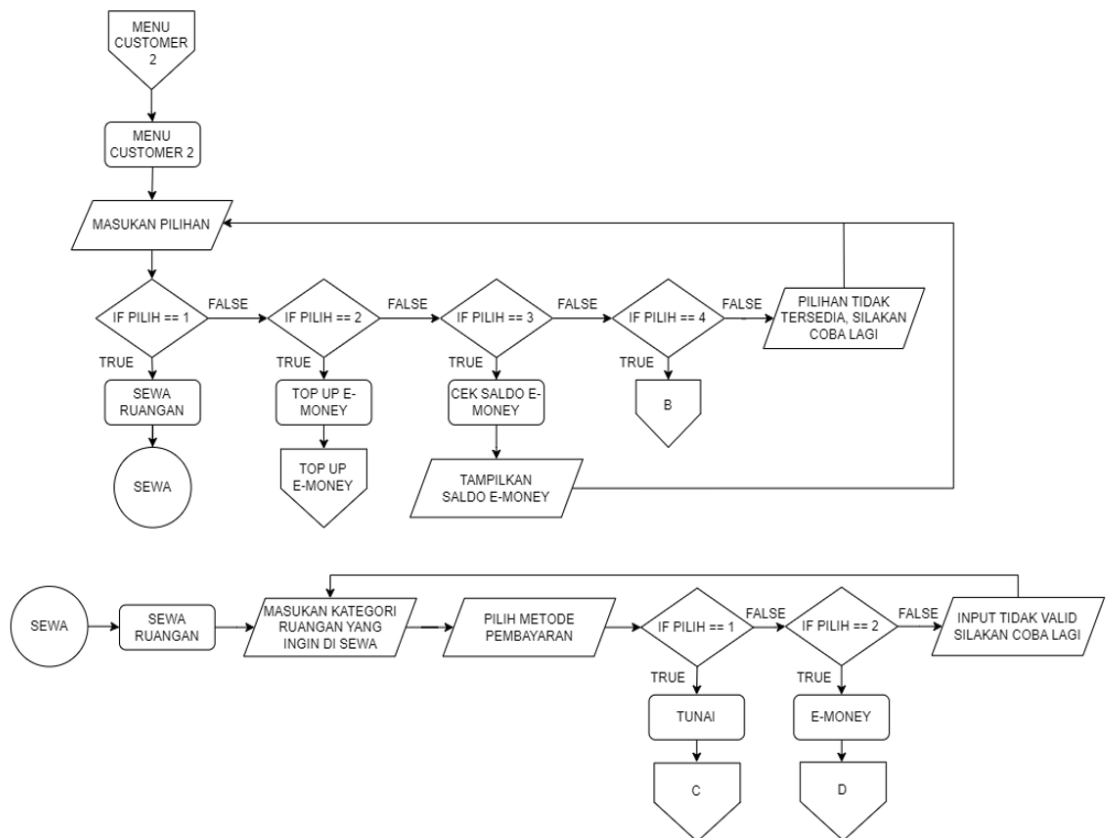 MENU
CUSTOMER
2
MENU
CUSTOMER 2
MASUKAN PILIHAN
IF PILIH == 1
FALSE
IF PILIH == 2
FALSE
IF PILIH == 3
FALSE
IF PILIH == 4
FALSE
PILIHAN TIDAK
TERSEDIA, SILAKAN
COBA LAGI
TRUE
TRUE
TRUE
TRUE
SEWA
RUANGAN
TOP UP E-
MONEY
CEK SALDO E-
MONEY
B
SEWA
TOP UP
E-MONEY
TAMPILKAN
SALDO E-MONEY
SEWA
SEWA
RUANGAN
MASUKAN KATEGORI
RUANGAN YANG
INGIN DI SEWA
PILIH METODE
PEMBAYARAN
IF PILIH == 1
FALSE
IF PILIH == 2
FALSE
INPUT TIDAK VALID
SILAKAN COBA LAGI
TRUE
TRUE
TUNAI
E-MONEY
C
D